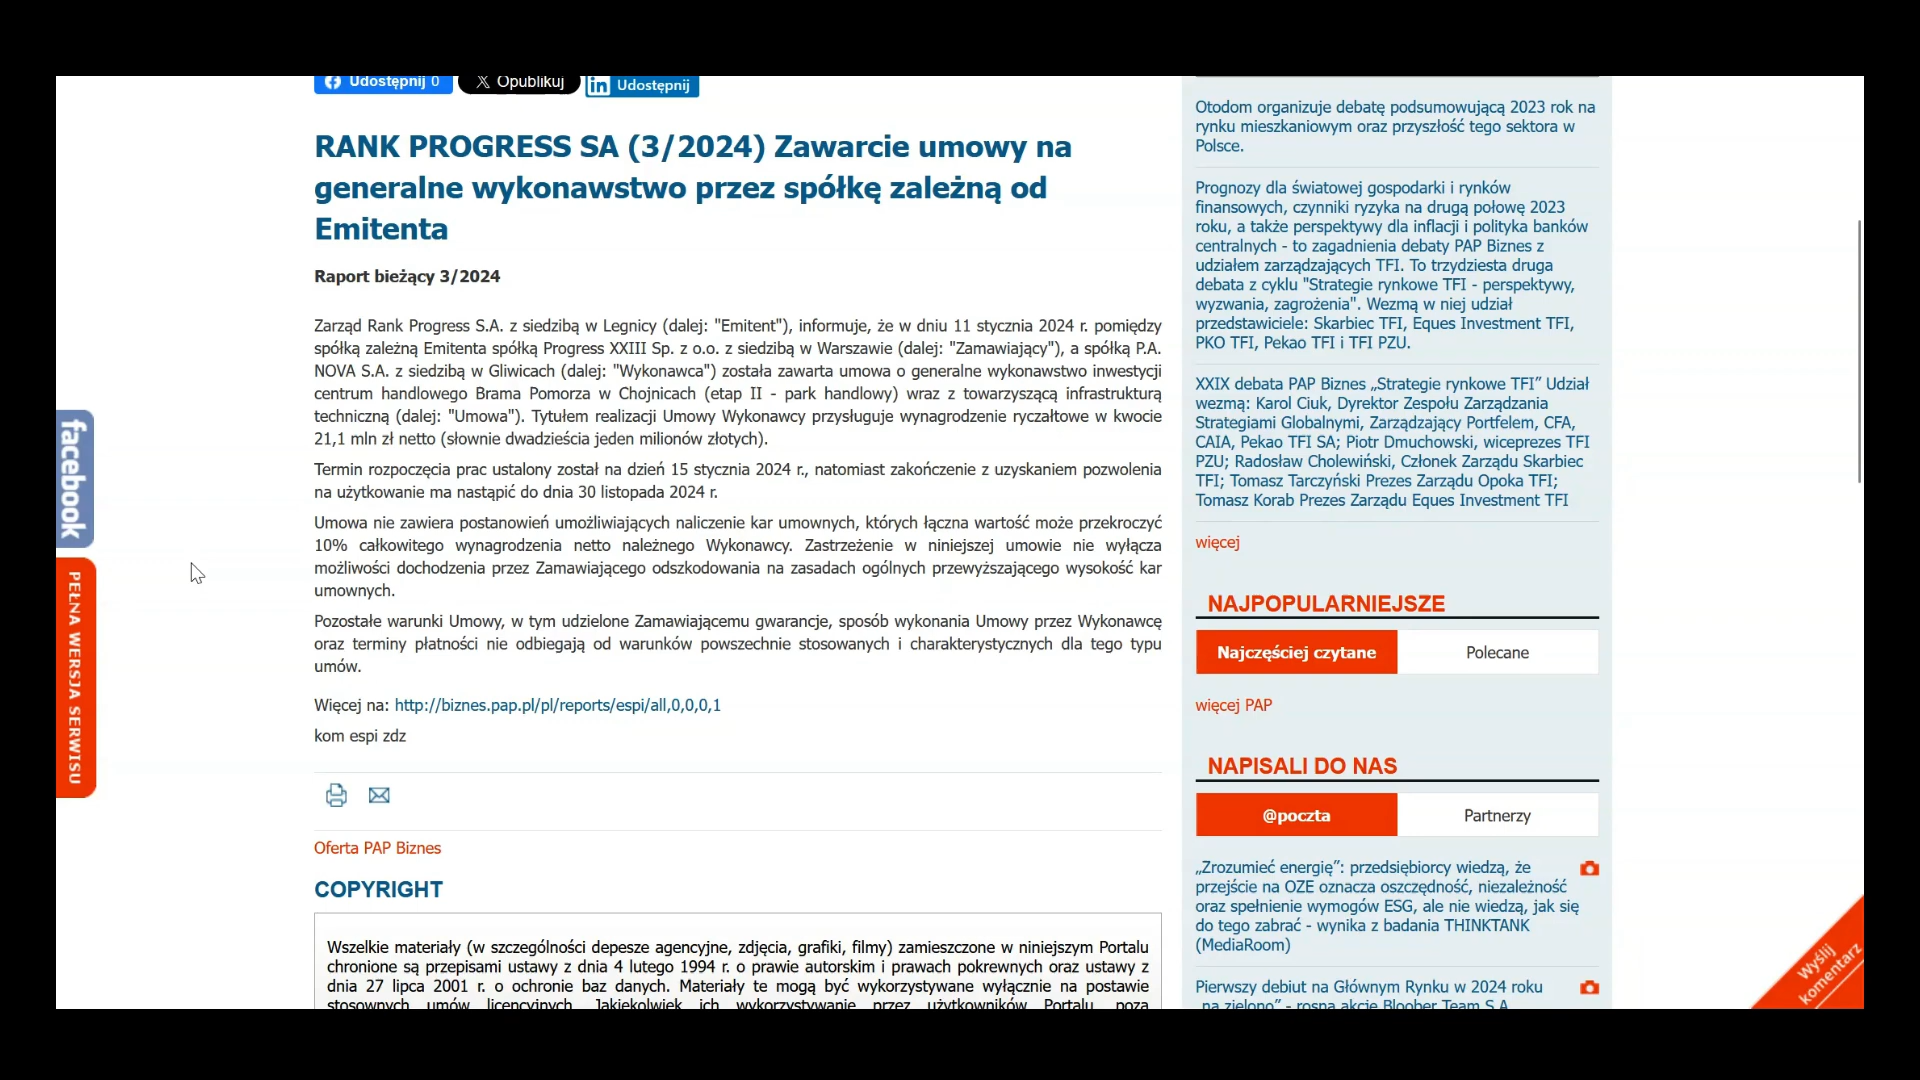 Udostępnij 0
Opublikuj
in Udostępnij
RANK PROGRESS SA (3/2024) Zawarcie umowy na
generalne wykonawstwo przez spółkę zależną od
Emitenta
Raport bieżący 3/2024
Zarząd Rank Progress S.A. z siedzibą w Legnicy (dalej: "Emitent"), informuje, że w dniu 11 stycznia 2024 r. pomiędzy
spółką zależną Emitenta spółką Progress XXIII Sp. z o.o. z siedzibą w Warszawie (dalej: "Zamawiający"), a spółką P.A.
NOVA S.A. z siedzibą w Gliwicach (dalej: "Wykonawca") została zawarta umowa o generalne wykonawstwo inwestycji
centrum handlowego Brama Pomorza w Chojnicach (etap II - park handlowy) wraz z towarzyszącą infrastrukturą
techniczną (dalej: "Umowa"). Tytułem realizacji Umowy Wykonawcy przysługuje wynagrodzenie ryczałtowe w kwocie
21,1 mln zł netto (słownie dwadzieścia jeden milionów złotych).
Termin rozpoczęcia prac ustalony został na dzień 15 stycznia 2024 r., natomiast zakończenie z uzyskaniem pozwolenia
na użytkowanie ma nastąpić do dnia 30 listopada 2024 r.
Umowa nie zawiera postanowień umożliwiających naliczenie kar umownych, których łączna wartość może przekroczyć
10% całkowitego wynagrodzenia netto należnego Wykonawcy. Zastrzeżenie w niniejszej umowie nie wyłącza
możliwości dochodzenia przez Zamawiającego odszkodowania na zasadach ogólnych przewyższającego wysokość kar
umownych.
Pozostałe warunki Umowy, w tym udzielone Zamawiającemu gwarancje, sposób wykonania Umowy przez Wykonawcę
oraz terminy płatności nie odbiegają od warunków powszechnie stosowanych i charakterystycznych dla tego typu
umów.
Więcej na: http://biznes.pap.pl/pl/reports/espi/all,0,0,0,1
kom espi zdz
Oferta PAP Biznes
COPYRIGHT
Wszelkie materiały (w szczególności depesze agencyjne, zdjęcia, grafiki, filmy) zamieszczone w niniejszym Portalu
chronione są przepisami ustawy z dnia 4 lutego 1994 r. o prawie autorskim i prawach pokrewnych oraz ustawy z
dnia 27 lipca 2001 r. o ochronie baz danych. Materiały te mogą być wykorzystywane wyłącznie na postawie
stosownych umów licencyjnych. Jakiekolwiek ich wykorzystywanie przez użytkowników Portalu, poza
Otodom organizuje debatę podsumowującą 2023 rok na
rynku mieszkaniowym oraz przyszłość tego sektora w
Polsce.
Prognozy dla światowej gospodarki i rynków
finansowych, czynniki ryzyka na drugą połowę 2023
roku, a także perspektywy dla inflacji i polityka banków
centralnych - to zagadnienia debaty PAP Biznes z
udziałem zarządzających TFI. To trzydziesta druga
debata z cyklu "Strategie rynkowe TFI - perspektywy,
wyzwania, zagrożenia". Wezmą w niej udział
przedstawiciele: Skarbiec TFI, Eques Investment TFI,
PKO TFI, Pekao TFI i TFI PZU.
XXIX debata PAP Biznes „Strategie rynkowe TFI” Udział
wezmą: Karol Ciuk, Dyrektor Zespołu Zarządzania
Strategiami Globalnymi, Zarządzający Portfelem, CFA,
CAIA, Pekao TFI SA; Piotr Dmuchowski, wiceprezes TFI
PZU; Radosław Cholewiński, Członek Zarządu Skarbiec
TFI; Tomasz Tarczyński Prezes Zarządu Opoka TFI;
Tomasz Korab Prezes Zarządu Eques Investment TFI
więcej
NAJPOPULARNIEJSZE
Najczęściej czytane
Polecane
więcej PAP
NAPISALI DO NAS
@poczta
Partnerzy
„Zrozumieć energię”: przedsiębiorcy wiedzą, że
przejście na OZE oznacza oszczędność, niezależność
oraz spełnienie wymogów ESG, ale nie wiedzą, jak się
do tego zabrać - wynika z badania THINKTANK
(MediaRoom)
Pierwszy debiut na Głównym Rynku w 2024 roku
„na zielono” - rosną akcje Bloober Team S.A.
facebook
PEŁNA WERSJA SERWISU
Wyślij
komentarz